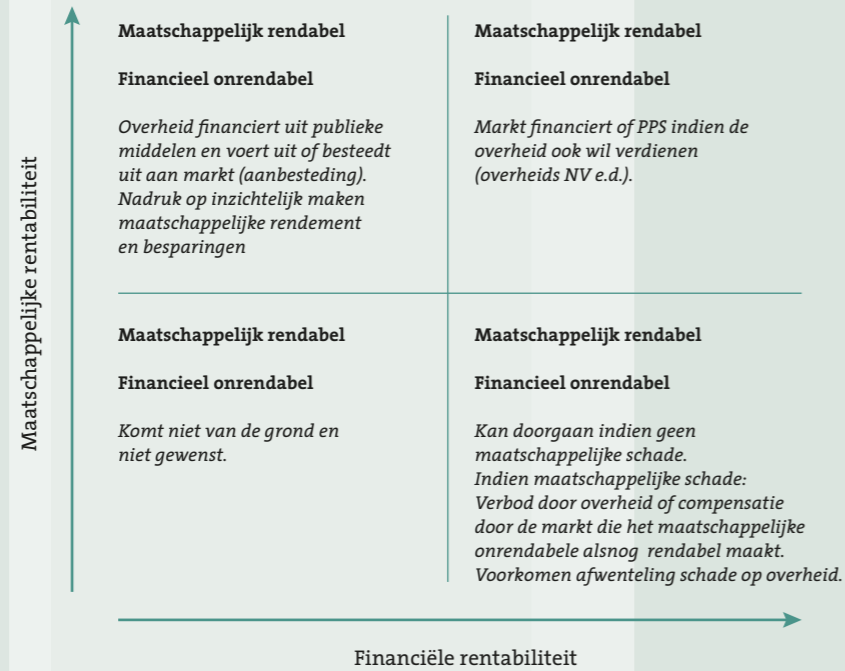 Maatschappelijke rentabiliteit
Maatschappelijk rendabel
Financieel onrendabel
Overheid financiert uit publieke
middelen en voert uit of besteedt
uit aan markt (aanbesteding).
Nadruk op inzichtelijk maken
maatschappelijke rendement
en besparingen
Maatschappelijk rendabel
Financieel onrendabel
Markt financiert of PPS indien de
overheid ook wil verdienen
(overheids NV e.d.).
Maatschappelijk rendabel
Financieel onrendabel
Komt niet van de grond en
niet gewenst.
Maatschappelijk rendabel
Financieel onrendabel
Kan doorgaan indien geen
maatschappelijke schade.
Indien maatschappelijke schade:
Verbod door overheid of compensatie
door de markt die het maatschappelijke
onrendabele alsnog rendabel maakt.
Voorkomen afwenteling schade op overheid.
Financiële rentabiliteit